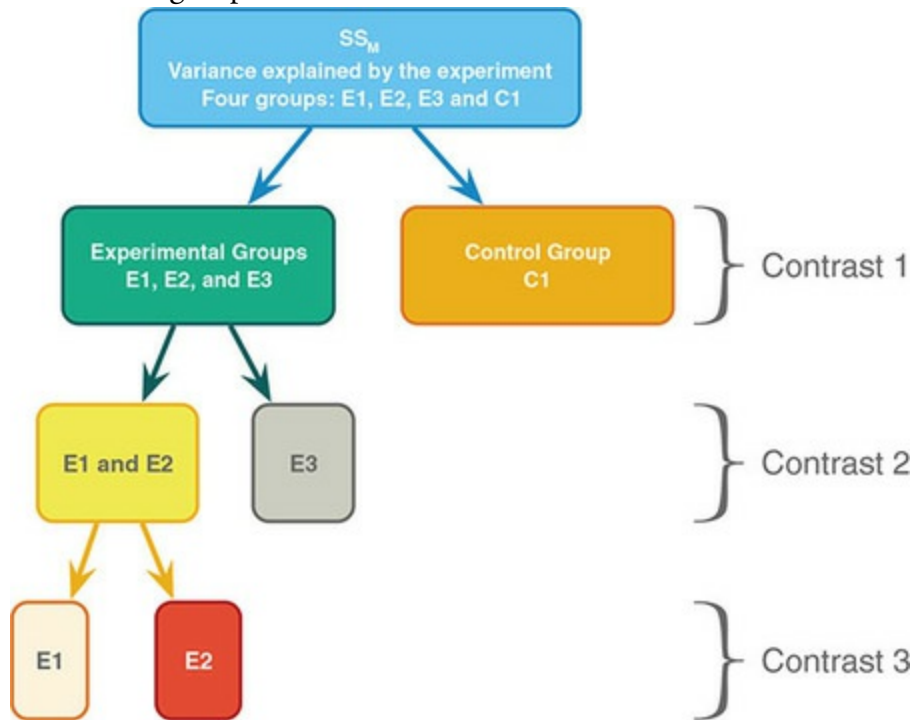 SS_M
Variance explained by the experiment
Four groups: E1, E2, E3 and C1
Experimental Groups
E1, E2, and E3
Control Group
C1
Contrast 1
E1 and E2
E3
Contrast 2
E1
E2
Contrast 3